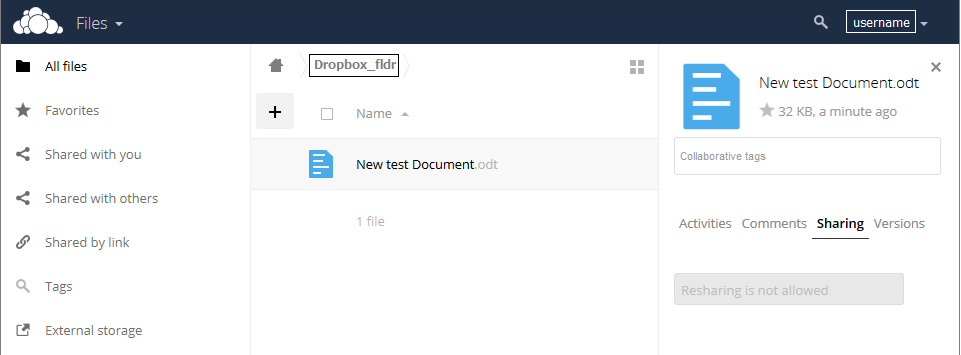 Files
username
All files
Favorites
Shared with you
Shared with others
Shared by link
Tags
External storage
Dropbox_fldr
Name
New test Document.odt
1 file
New test Document.odt
32 KB, a minute ago
Collaborative tags
Activities Comments Sharing Versions
Resharing is not allowed